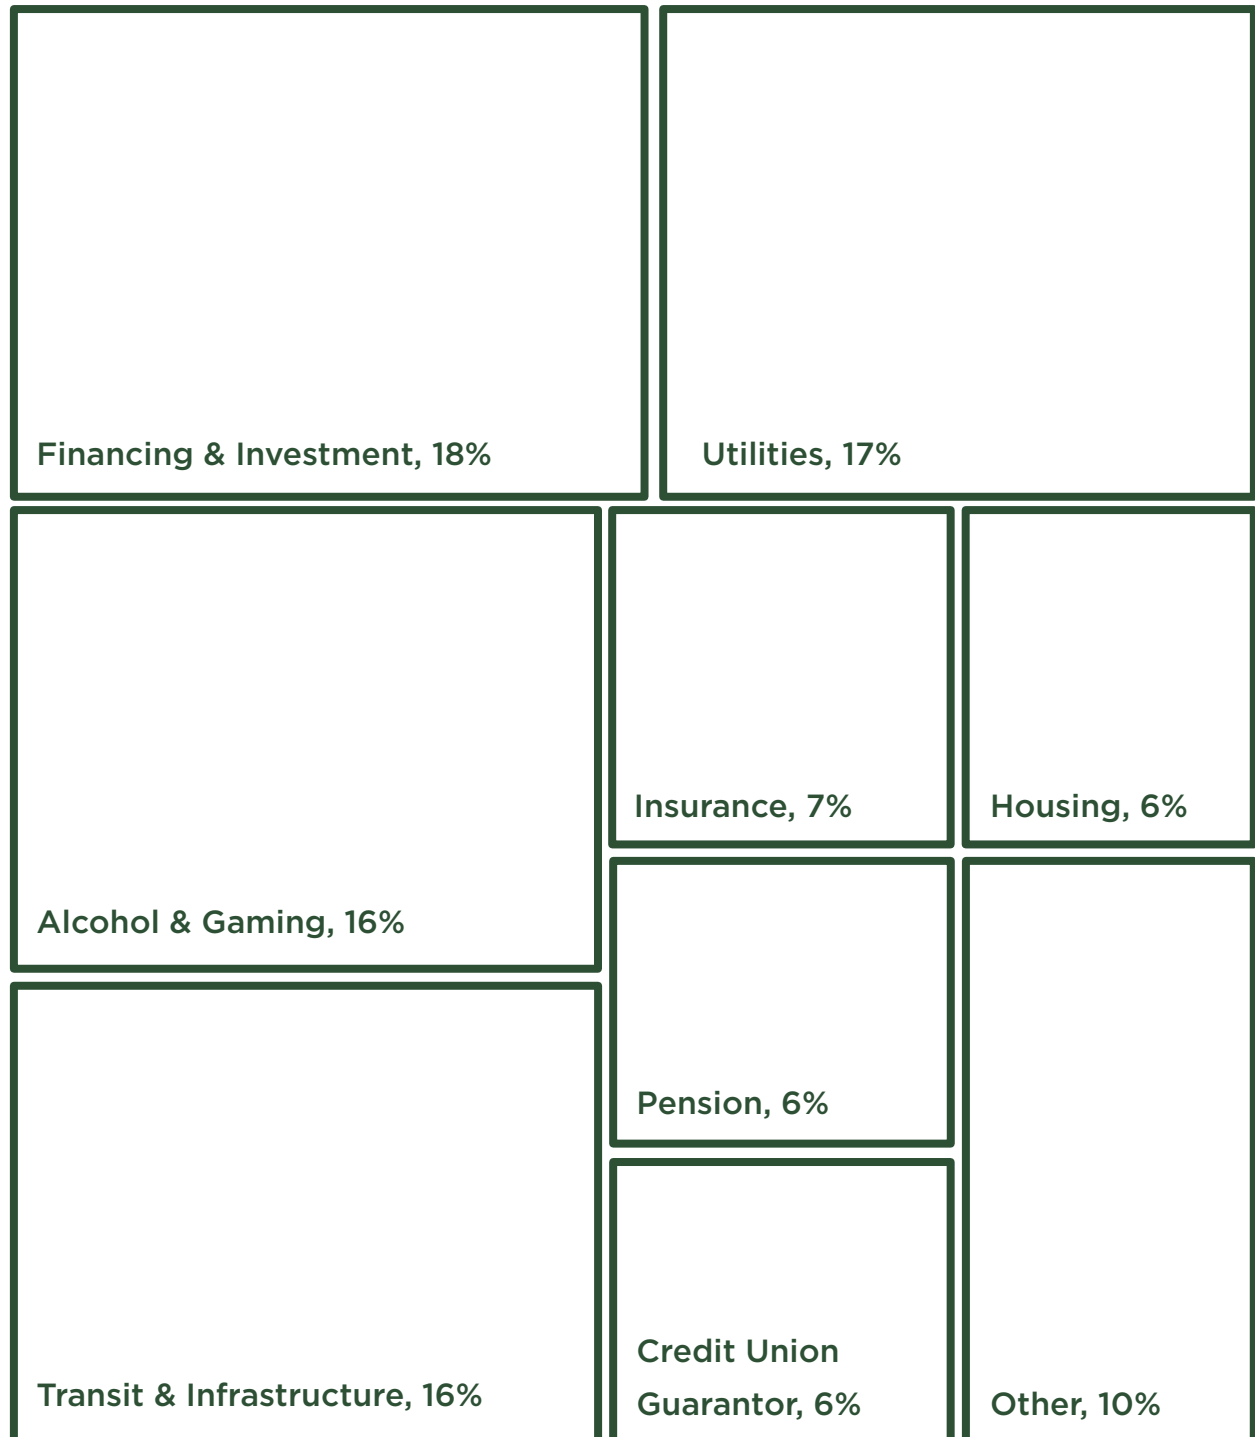 Financing & Investment, 18%
Utilities, 17%
Alcohol & Gaming, 16%
Insurance, 7%
Housing, 6%
Pension, 6%
Transit & Infrastructure, 16%
Credit Union
Guarantor, 6%
Other, 10%